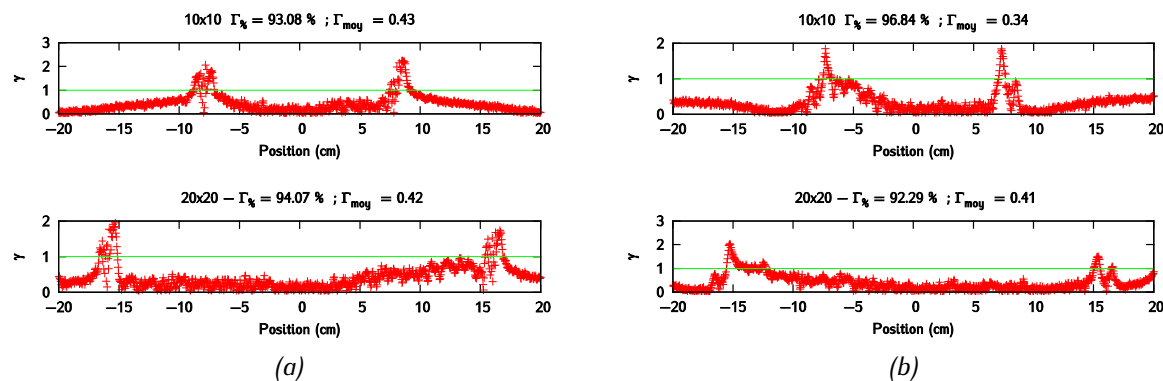 10x10 Γ% = 93.08 % ; Γmoy = 0.43
3
2
1
0
γ
−20 −15 −10 −5 0 5 10 15 20
Position (cm)
20x20 − Γ% = 94.07 % ; Γmoy = 0.42
2
1
0
γ
−20 −15 −10 −5 0 5 10 15 20
Position (cm)
(a)
10x10 Γ% = 96.84 % ; Γmoy = 0.34
2
1
0
γ
−20 −15 −10 −5 0 5 10 15 20
Position (cm)
20x20 − Γ% = 92.29 % ; Γmoy = 0.41
3
2
1
0
γ
−20 −15 −10 −5 0 5 10 15 20
Position (cm)
(b)